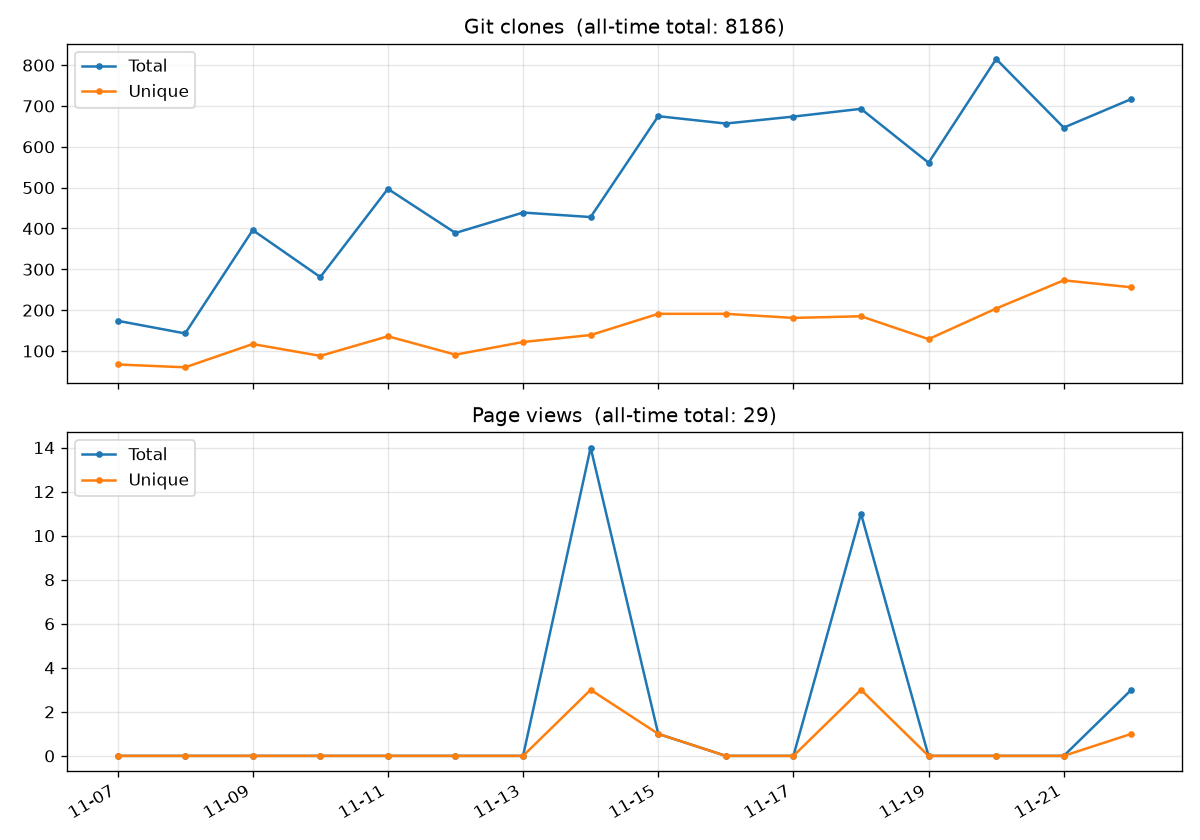 Git clones  (all-time total: 8186)
Total
Unique
800
700
600
500
400
300
200
100
Page views  (all-time total: 29)
Total
Unique
14
12
10
8
6
4
2
0
11-07 11-09 11-11 11-13 11-15 11-17 11-19 11-21